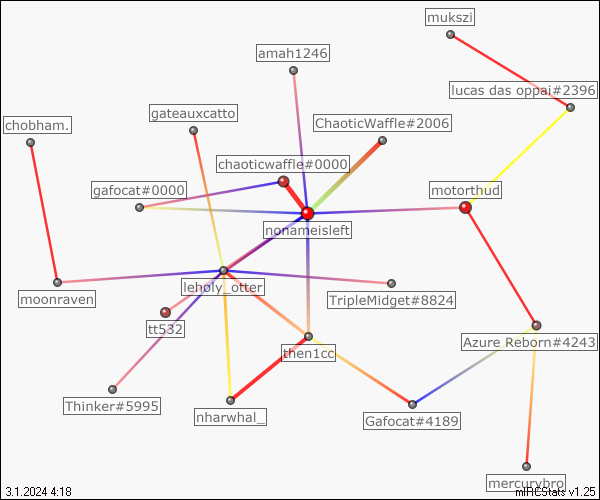 mukszi
amah1246
lucas das oppai#2396
gateauxcatto
chobham.
ChaoticWaffle#2006
chaoticwaffle#0000
gafocat#0000
motorthud
nonameisleft
leholy_otter
moonraven
TripleMidget#8824
tt532
Azure Reborn#4243
then1cc
Thinker#5995
nharwhal_
Gafocat#4189
mercurybro
3.1.2024 4:18
mIRCStats v1.25